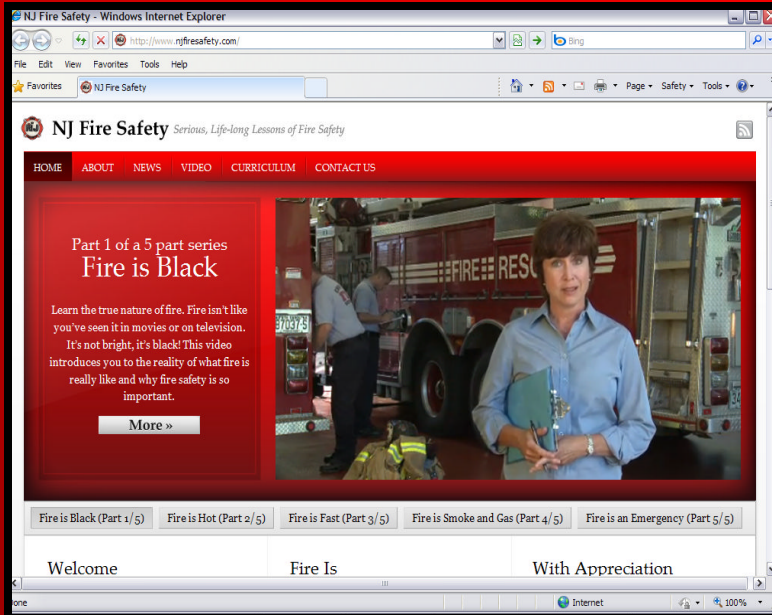 NJ Fire Safety - Windows Internet Explorer
http://www.njfiresafety.com/
Bing
File Edit View Favorites Tools Help
Favorites NJ Fire Safety Page Safety Tools
NJ Fire Safety Serious, Life-long Lessons of Fire Safety
HOME ABOUT NEWS VIDEO CURRICULUM CONTACT US
Part 1 of a 5 part series
Fire is Black
Learn the true nature of fire. Fire isn't like
you've seen it in movies or on television.
It's not bright, it's black! This video
introduces you to the reality of what fire is
really like and why fire safety is so
important.
More »
FIRE RESC
Fire is Black (Part 1/5) Fire is Hot (Part 2/5) Fire is Fast (Part 3/5) Fire is Smoke and Gas (Part 4/5) Fire is an Emergency (Part 5/5)
Welcome Fire Is With Appreciation
one Internet 100%